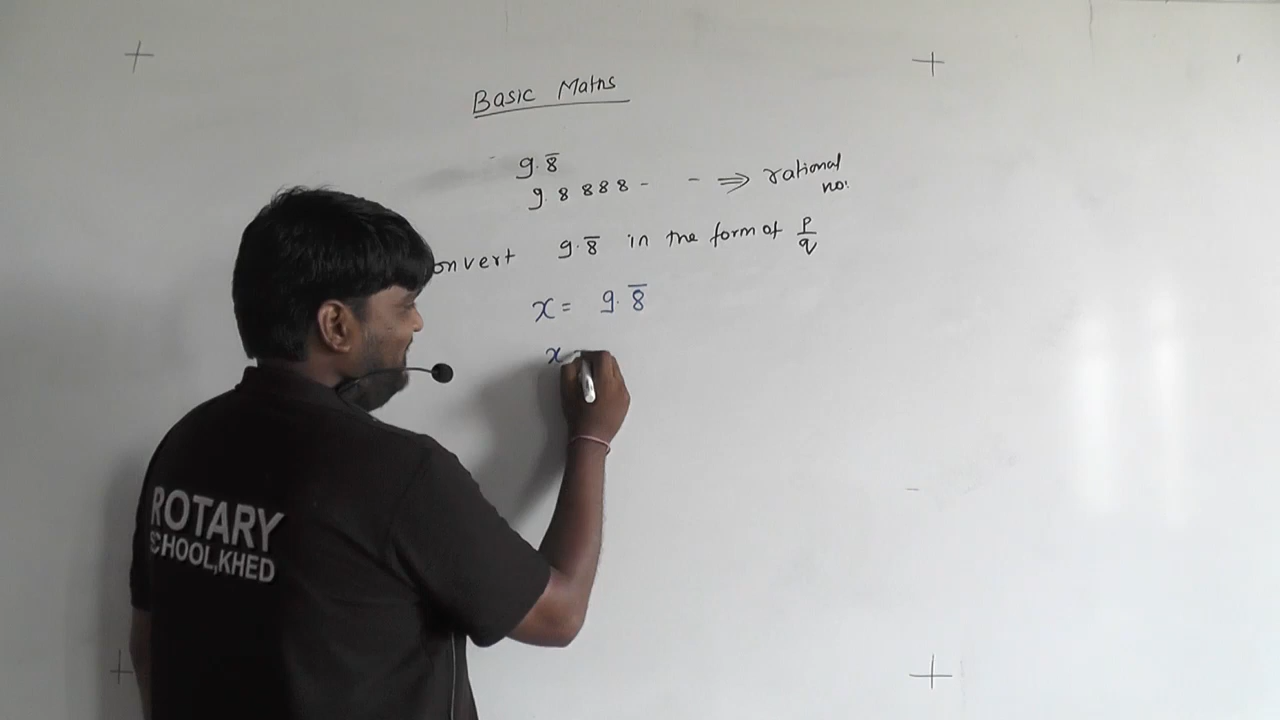 Basic Maths
9.8̅
9.8888- - ⇒ rational no.
onvert 9.8̅ in the form of p/q
x = 9.8̅
x
ROTARY
SCHOOL,KHED